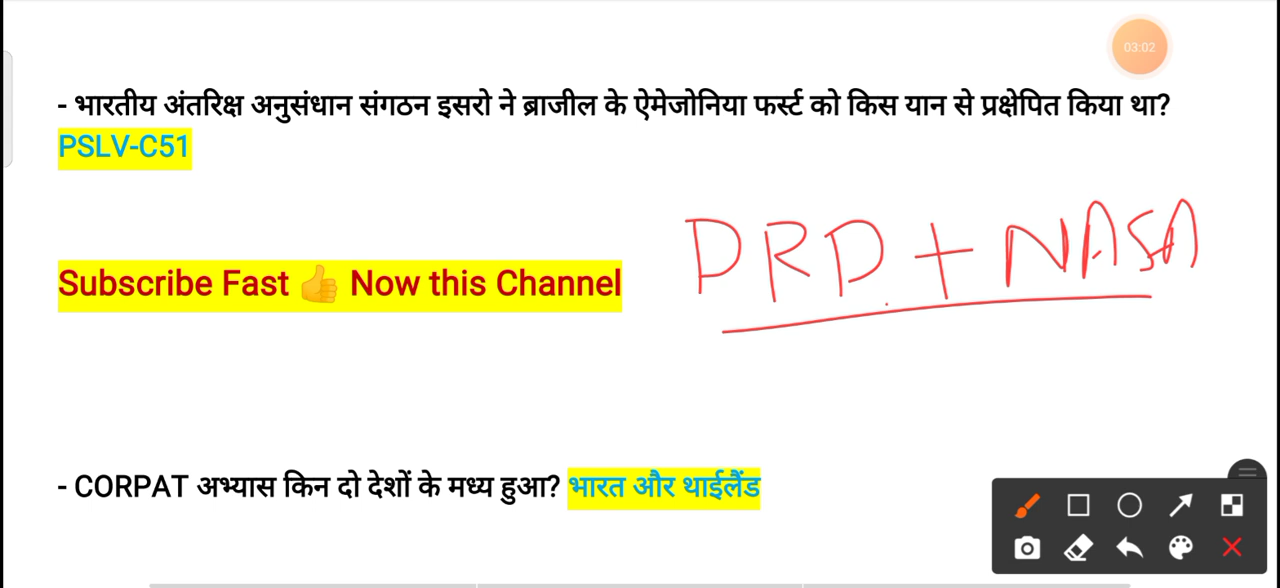 03:02
- भारतीय अंतरिक्ष अनुसंधान संगठन इसरो ने ब्राजील के ऐमेजोनिया फर्स्ट को किस यान से प्रक्षेपित किया था?
PSLV-C51
DRD + NASA
Subscribe Fast 👍 Now this Channel
- CORPAT अभ्यास किन दो देशों के मध्य हुआ? भारत और थाईलैंड